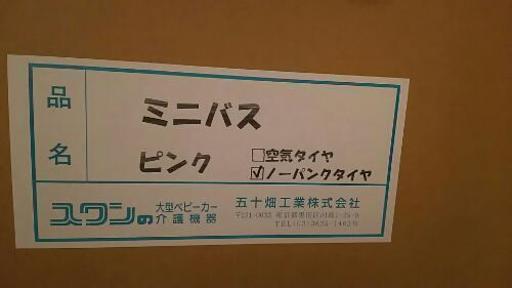 品名
ミニバス
ピンク
□空気タイヤ
☑ノーパンクタイヤ
スワンの
大型ベビーカー
介護機器
五十畑工業株式会社